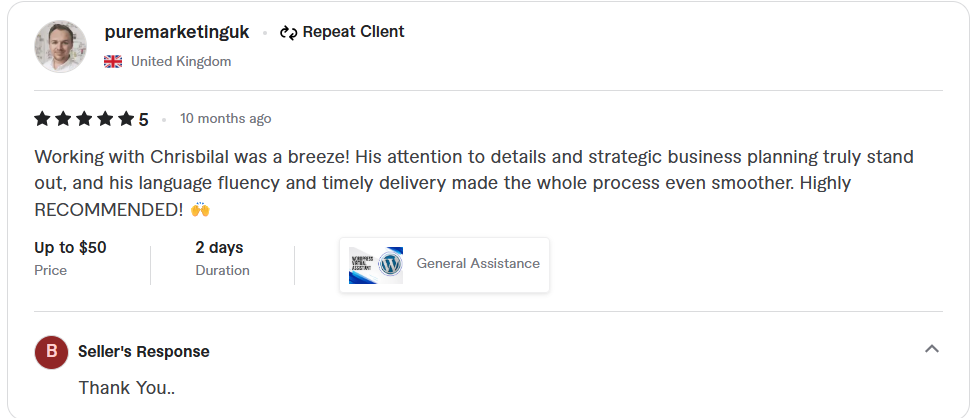 puremarketinguk • Repeat Client
United Kingdom
5 • 10 months ago
Working with Chrisbilal was a breeze! His attention to details and strategic business planning truly stand
out, and his language fluency and timely delivery made the whole process even smoother. Highly
RECOMMENDED! 🙌
Up to $50
Price
2 days
Duration
WORDPRESS
VIRTUAL
ASSISTANT
General Assistance
B Seller's Response
Thank You..